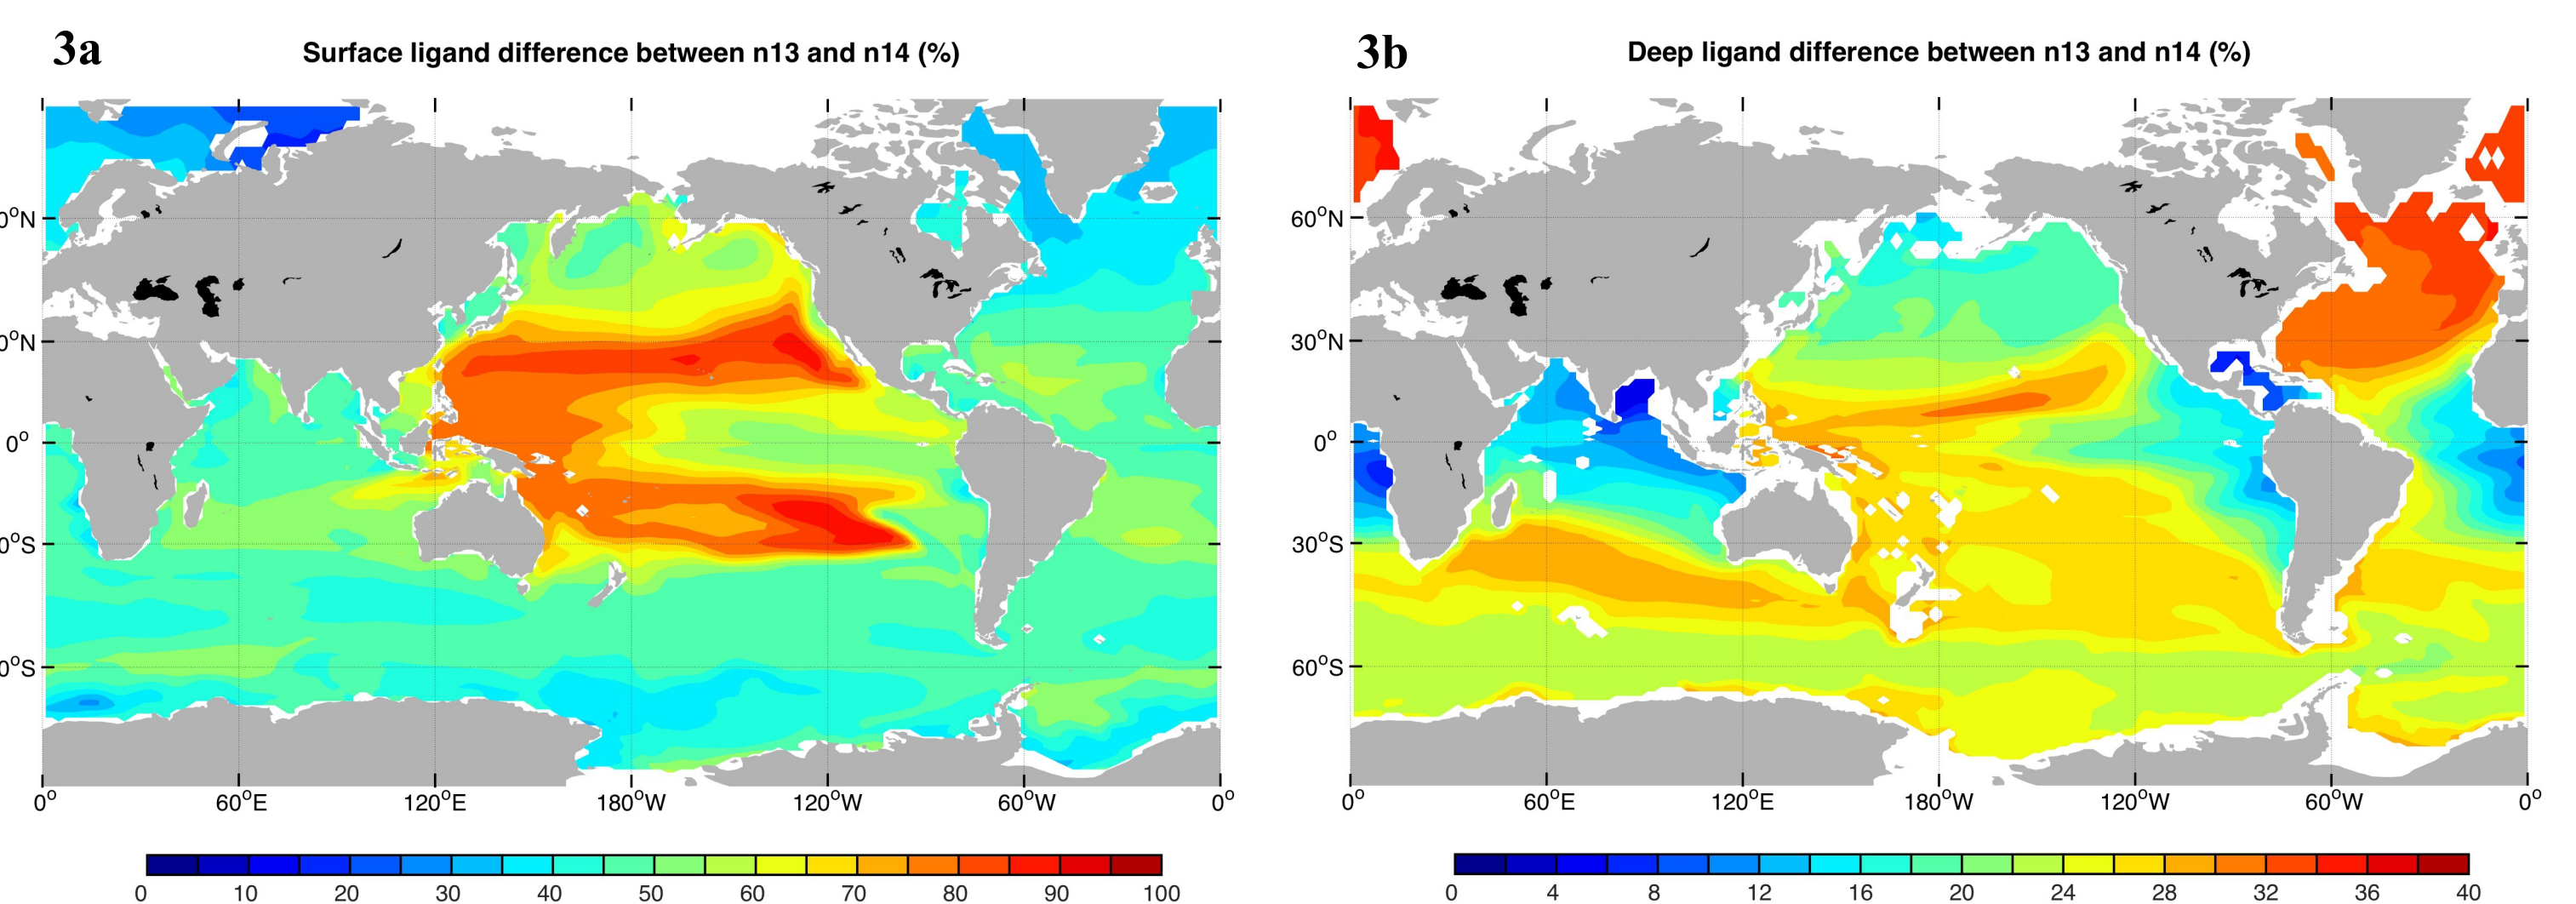 3a
Surface ligand difference between n13 and n14 (%)
0°N
0°N
0°
0°S
0°S
0° 60°E 120°E 180°W 120°W 60°W 0°
0 10 20 30 40 50 60 70 80 90 100
3b
Deep ligand difference between n13 and n14 (%)
60°N
30°N
0°
30°S
60°S
0° 60°E 120°E 180°W 120°W 60°W 0°
0 4 8 12 16 20 24 28 32 36 40